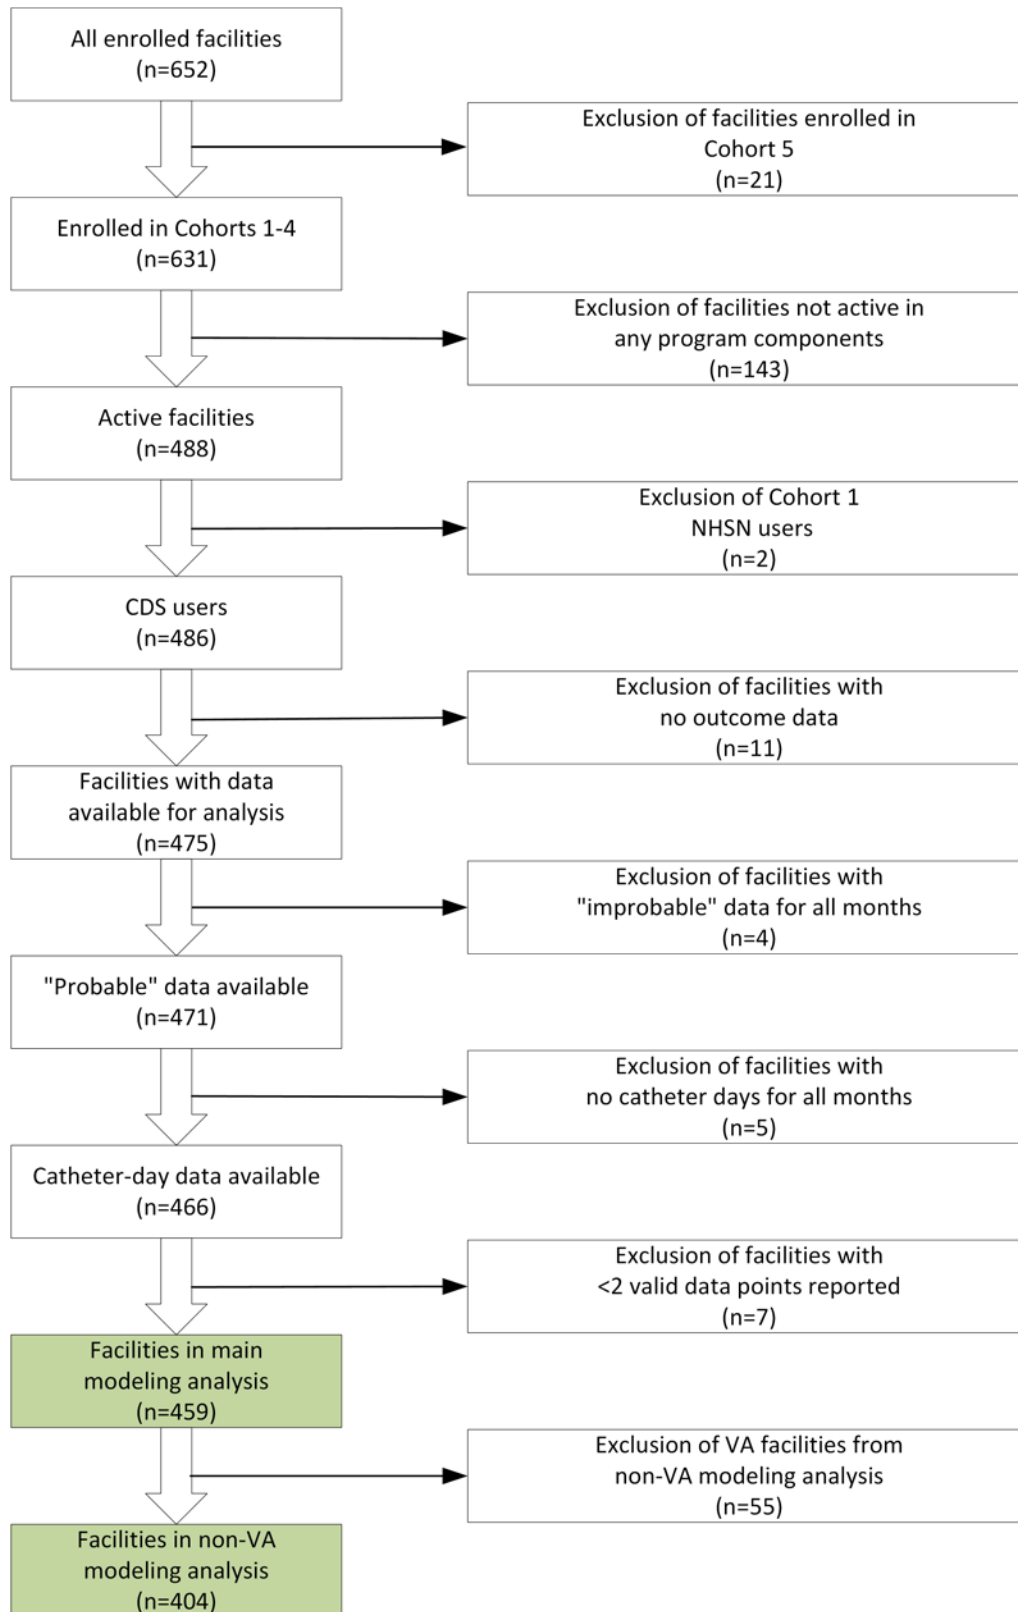 All enrolled facilities
(n=652)
Exclusion of facilities enrolled in
Cohort 5
(n=21)
Enrolled in Cohorts 1-4
(n=631)
Exclusion of facilities not active in
any program components
(n=143)
Active facilities
(n=488)
Exclusion of Cohort 1
NHSN users
(n=2)
CDS users
(n=486)
Exclusion of facilities with
no outcome data
(n=11)
Facilities with data
available for analysis
(n=475)
Exclusion of facilities with
"improbable" data for all months
(n=4)
"Probable" data available
(n=471)
Exclusion of facilities with
no catheter days for all months
(n=5)
Catheter-day data available
(n=466)
Exclusion of facilities with
<2 valid data points reported
(n=7)
Facilities in main
modeling analysis
(n=459)
Exclusion of VA facilities from
non-VA modeling analysis
(n=55)
Facilities in non-VA
modeling analysis
(n=404)